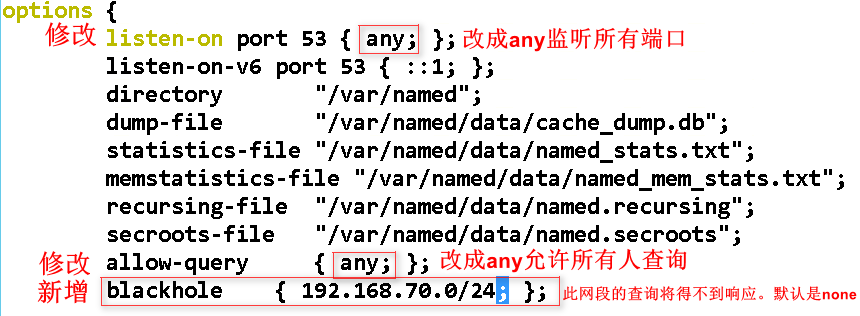 options {
修改 listen-on port 53 { any; }; 改成any监听所有端口
listen-on-v6 port 53 { ::1; };
directory "/var/named";
dump-file "/var/named/data/cache_dump.db";
statistics-file "/var/named/data/named_stats.txt";
memstatistics-file "/var/named/data/named_mem_stats.txt";
recursing-file "/var/named/data/named.recursing";
secroots-file "/var/named/data/named.secroots";
修改 allow-query { any; }; 改成any允许所有人查询
新增 blackhole { 192.168.70.0/24; }; 此网段的查询将得不到响应。默认是none